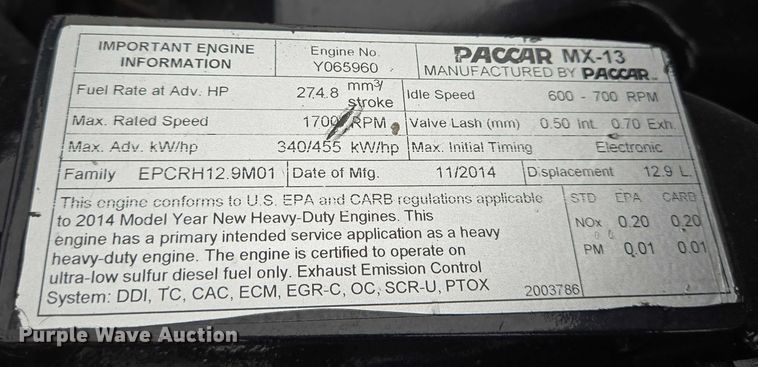 IMPORTANT ENGINE INFORMATION
Engine No. Y065960
PACCAR MX-13
MANUFACTURED BY PACCAR
Fuel Rate at Adv. HP 274.8 mm³/stroke
Idle Speed 600 - 700 RPM
Max. Rated Speed 1700 RPM
Valve Lash (mm) 0.50 Int. 0.70 Exh.
Max. Adv. kW/hp 340/455 kW/hp
Max. Initial Timing Electronic
Family EPCRH12.9M01
Date of Mfg. 11/2014
Displacement 12.9 L.
This engine conforms to U.S. EPA and CARB regulations applicable
to 2014 Model Year New Heavy-Duty Engines. This
engine has a primary intended service application as a heavy
heavy-duty engine. The engine is certified to operate on
ultra-low sulfur diesel fuel only. Exhaust Emission Control
System: DDI, TC, CAC, ECM, EGR-C, OC, SCR-U, PTOX
2003786
STD EPA CARB
NOx 0.20 0.20
PM 0.01 0.01
Purple Wave Auction